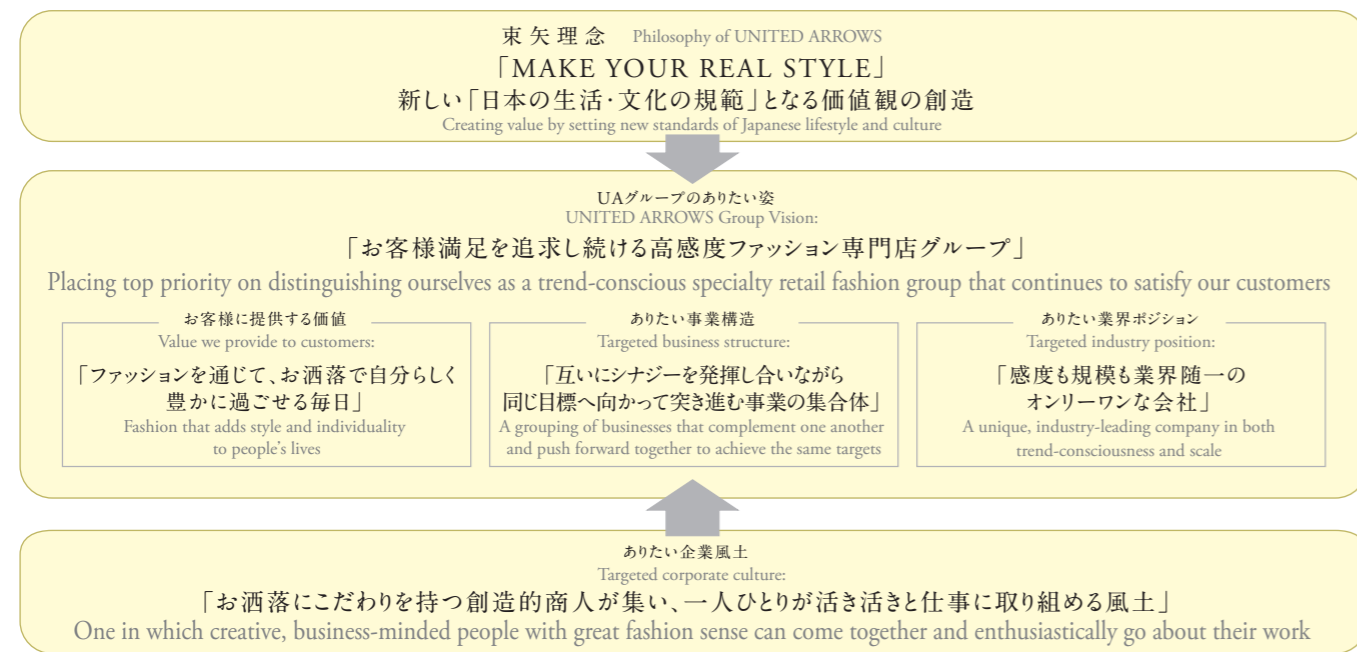 束矢理念 Philosophy of UNITED ARROWS
「MAKE YOUR REAL STYLE」
新しい「日本の生活・文化の規範」となる価値観の創造
Creating value by setting new standards of Japanese lifestyle and culture
UAグループのありたい姿
UNITED ARROWS Group Vision:
「お客様満足を追求し続ける高感度ファッション専門店グループ」
Placing top priority on distinguishing ourselves as a trend-conscious specialty retail fashion group that continues to satisfy our customers
お客様に提供する価値
Value we provide to customers:
「ファッションを通じて、お洒落で自分らしく
豊かに過ごせる毎日」
Fashion that adds style and individuality
to people's lives
ありたい事業構造
Targeted business structure:
「互いにシナジーを発揮し合いながら
同じ目標へ向かって突き進む事業の集合体」
A grouping of businesses that complement one another
and push forward together to achieve the same targets
ありたい業界ポジション
Targeted industry position:
「感度も規模も業界随一の
オンリーワンな会社」
A unique, industry-leading company in both
trend-consciousness and scale
ありたい企業風土
Targeted corporate culture:
「お洒落にこだわりを持つ創造的商人が集い、一人ひとりが活き活きと仕事に取り組める風土」
One in which creative, business-minded people with great fashion sense can come together and enthusiastically go about their work